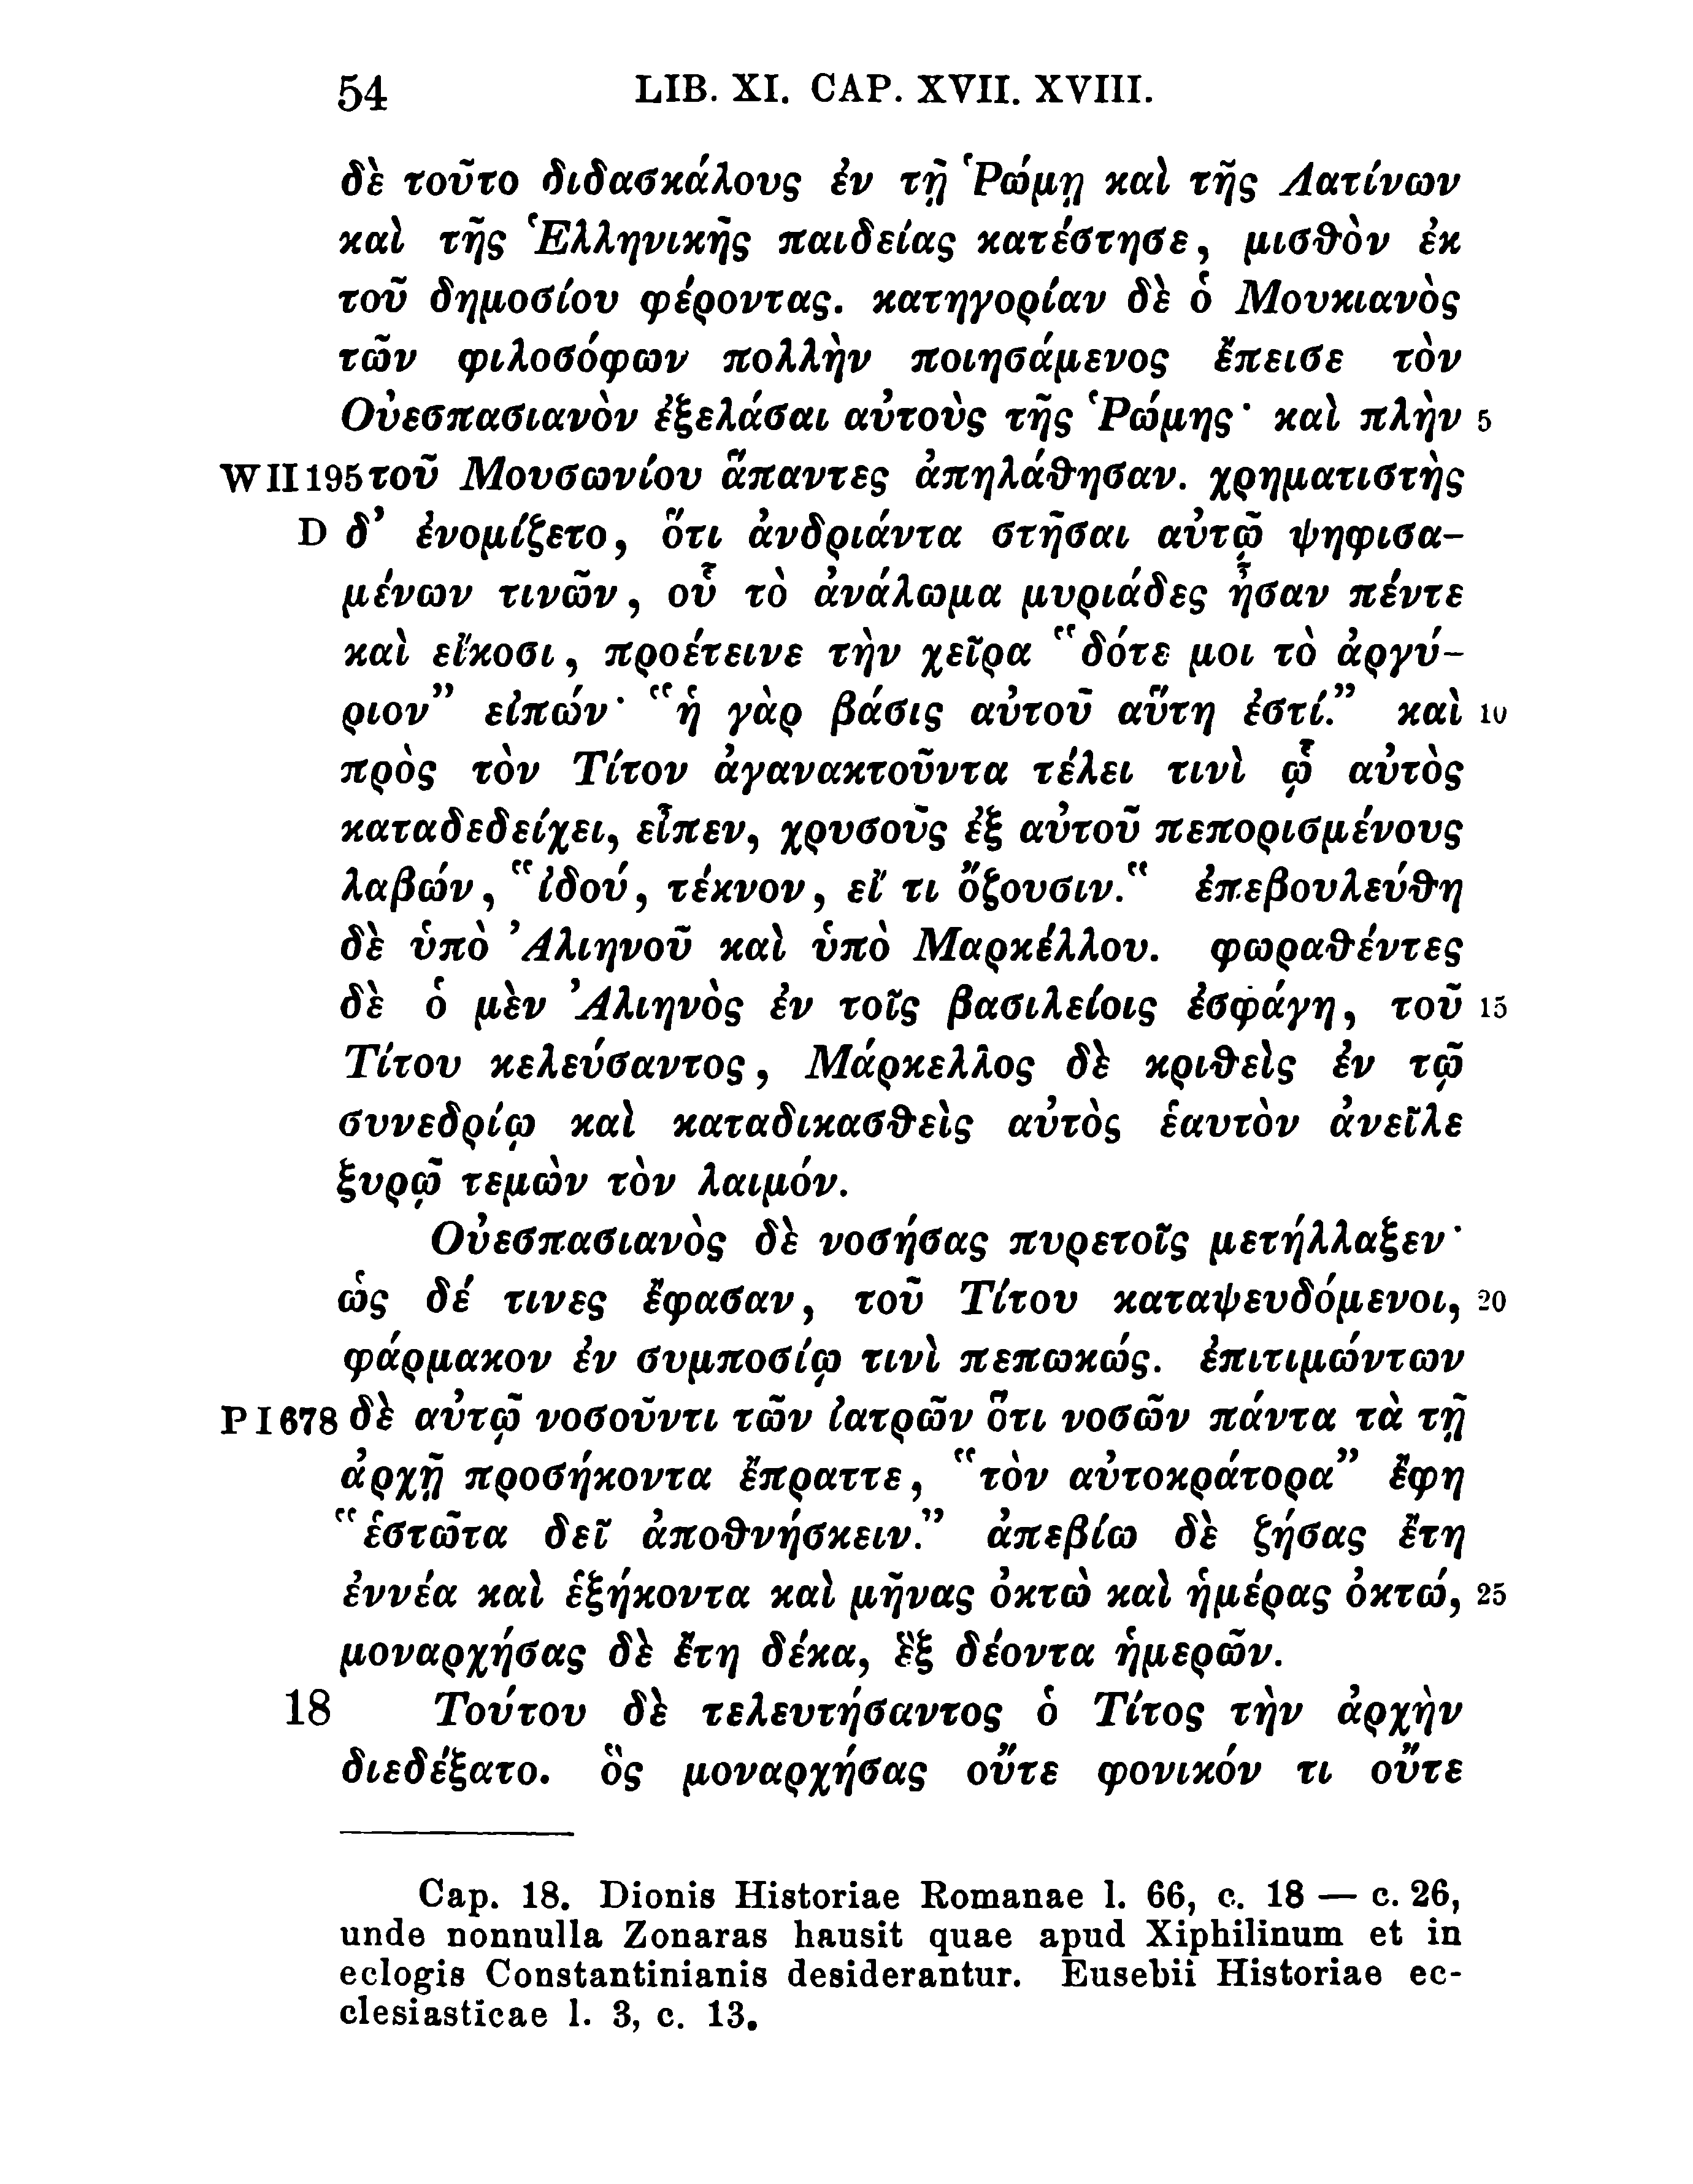 54 LIB. XI. CAP. XVII. XVIII.
δὲ τοῦτο διδασκάλους ἐν τῇ Ῥώμῃ καὶ τῆς Λατίνων
καὶ τῆς Ἑλληνικῆς παιδείας κατέστησε, μισθὸν ἐκ
τοῦ δημοσίου φέροντας. κατηγορίαν δὲ ὁ Μουκιανὸς
τῶν φιλοσόφων πολλὴν ποιησάμενος ἔπεισε τὸν
Οὐεσπασιανὸν ἐξελάσαι αὐτοὺς τῆς Ῥώμης· καὶ πλὴν 5
W II 195 τοῦ Μουσωνίου ἅπαντες ἀπηλάθησαν. χρηματιστὴς
D δ’ ἐνομίζετο, ὅτι ἀνδριάντα στῆσαι αὐτῷ ψηφισα-
μένων τινῶν, οὗ τὸ ἀνάλωμα μυριάδες ἦσαν πέντε
καὶ εἴκοσι, προέτεινε τὴν χεῖρα “δότε μοι τὸ ἀργύ-
ριον” εἰπών· “ἡ γὰρ βάσις αὐτοῦ αὕτη ἐστί.” καὶ 10
πρὸς τὸν Τίτον ἀγανακτοῦντα τέλει τινὶ ᾧ αὐτὸς
καταδεδείχει, εἶπεν, χρυσοῦς ἐξ αὐτοῦ πεπορισμένους
λαβών, “ἰδού, τέκνον, εἴ τι ὄζουσιν.“ ἐπεβουλεύθη
δὲ ὑπὸ Ἀλιηνοῦ καὶ ὑπὸ Μαρκέλλου. φωραθέντες
δὲ ὁ μὲν Ἀλιηνὸς ἐν τοῖς βασιλείοις ἐσφάγη, τοῦ 15
Τίτου κελεύσαντος, Μάρκελλος δὲ κριθεὶς ἐν τῷ
συνεδρίῳ καὶ καταδικασθεὶς αὐτὸς ἑαυτὸν ἀνεῖλε
ξυρῷ τεμὼν τὸν λαιμόν.
Οὐεσπασιανὸς δὲ νοσήσας πυρετοῖς μετήλλαξεν·
ὡς δέ τινες ἔφασαν, τοῦ Τίτου καταψευδόμενοι, 20
φάρμακον ἐν συμποσίῳ τινὶ πεπωκώς. ἐπιτιμώντων
P I 678 δὲ αὐτῷ νοσοῦντι τῶν ἰατρῶν ὅτι νοσῶν πάντα τὰ τῇ
ἀρχῇ προσήκοντα ἔπραττε, “τὸν αὐτοκράτορα” ἔφη
“ἑστῶτα δεῖ ἀποθνήσκειν.” ἀπεβίω δὲ ζήσας ἔτη
ἐννέα καὶ ἑξήκοντα καὶ μῆνας ὀκτὼ καὶ ἡμέρας ὀκτώ, 25
μοναρχήσας δὲ ἔτη δέκα, ἓξ δέοντα ἡμερῶν.
18 Τούτου δὲ τελευτήσαντος ὁ Τίτος τὴν ἀρχὴν
διεδέξατο. ὃς μοναρχήσας οὔτε φονικόν τι οὔτε
Cap. 18. Dionis Historiae Romanae l. 66, c. 18 — c. 26,
unde nonnulla Zonaras hausit quae apud Xiphilinum et in
eclogis Constantinianis desiderantur. Eusebii Historiae ec-
clesiasticae l. 3, c. 13.